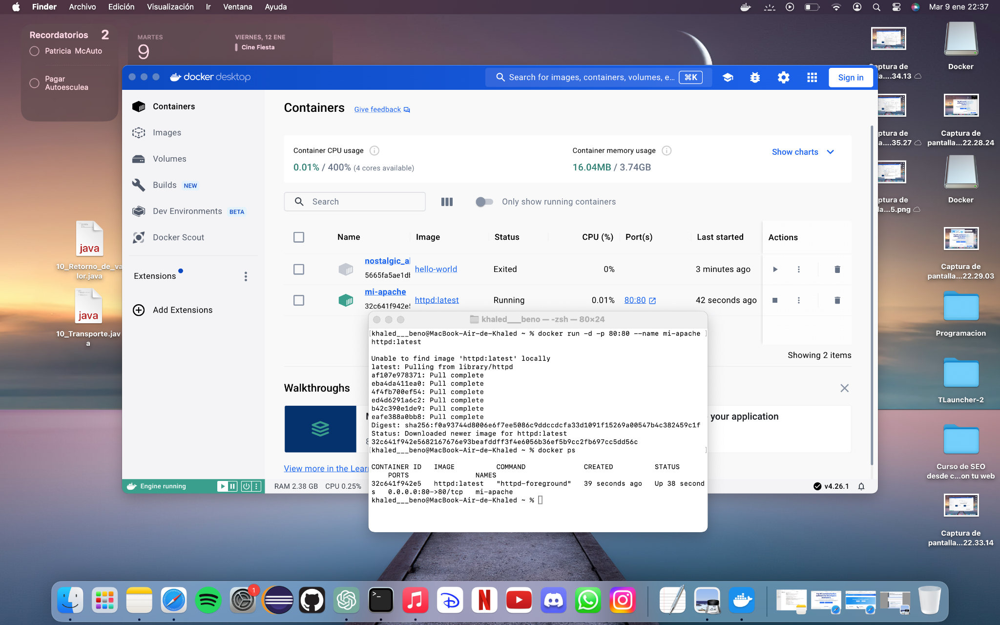 Finder Archivo Edición Visualización Ir Ventana Ayuda Mar 9 ene 22:37
Recordatorios 2
Patricia McAuto
Pagar
Autoesculea
MARTES
9
VIERNES, 12 ENE
Cine Fiesta
docker desktop
Search for images, containers, volumes, e... ⌘K
Sign in
Containers
Images
Volumes
Builds NEW
Dev Environments BETA
Docker Scout
Extensions
Add Extensions
Containers Give feedback
Container CPU usage
0.01% / 400% (4 cores available)
Container memory usage
16.04MB / 3.74GB
Show charts
Search
Only show running containers
Name Image Status CPU (%) Port(s) Last started Actions
nostalgic_al
5665fa5ae1db
hello-world Exited 0% 3 minutes ago
mi-apache
32c641f942e5
httpd:latest Running 0.01% 80:80 42 seconds ago
Showing 2 items
Walkthroughs
your application
View more in the Lear
Engine running
RAM 2.38 GB CPU 0.25%
v4.26.1
khaled___beno — -zsh — 80×24
khaled___beno@MacBook-Air-de-Khaled ~ % docker run -d -p 80:80 --name mi-apache
httpd:latest
Unable to find image 'httpd:latest' locally
latest: Pulling from library/httpd
af107e978371: Pull complete
eba4da411ea0: Pull complete
4f4fb700ef54: Pull complete
ed4d6291a6c2: Pull complete
b42c390e1de9: Pull complete
eafe388a0bb8: Pull complete
Digest: sha256:f0a93744d8006e6f7ee5086c9ddccdcfa33d1091f15269a00547b4c382459c1f
Status: Downloaded newer image for httpd:latest
32c641f942e5682167676e93beafddff3f4e6056b36ef5b9cc2fb697cc5dd56c
khaled___beno@MacBook-Air-de-Khaled ~ % docker ps
CONTAINER ID IMAGE COMMAND CREATED STATUS
PORTS NAMES
32c641f942e5 httpd:latest "httpd-foreground" 39 seconds ago Up 38 second
s 0.0.0.0:80->80/tcp mi-apache
khaled___beno@MacBook-Air-de-Khaled ~ %
java
10_Retorno_de_va
lor.java
java
10_Transporte.jav
a
ptura de
a....34.13
Docker
ptura de
a....35.27
Captura de
pantalla...22.28.24
ptura de
la...5.png
Docker
Captura de
pantalla...22.29.03
Programacion
TLauncher-2
Curso de SEO
desde c...on tu web
Captura de
pantalla...22.33.14
1